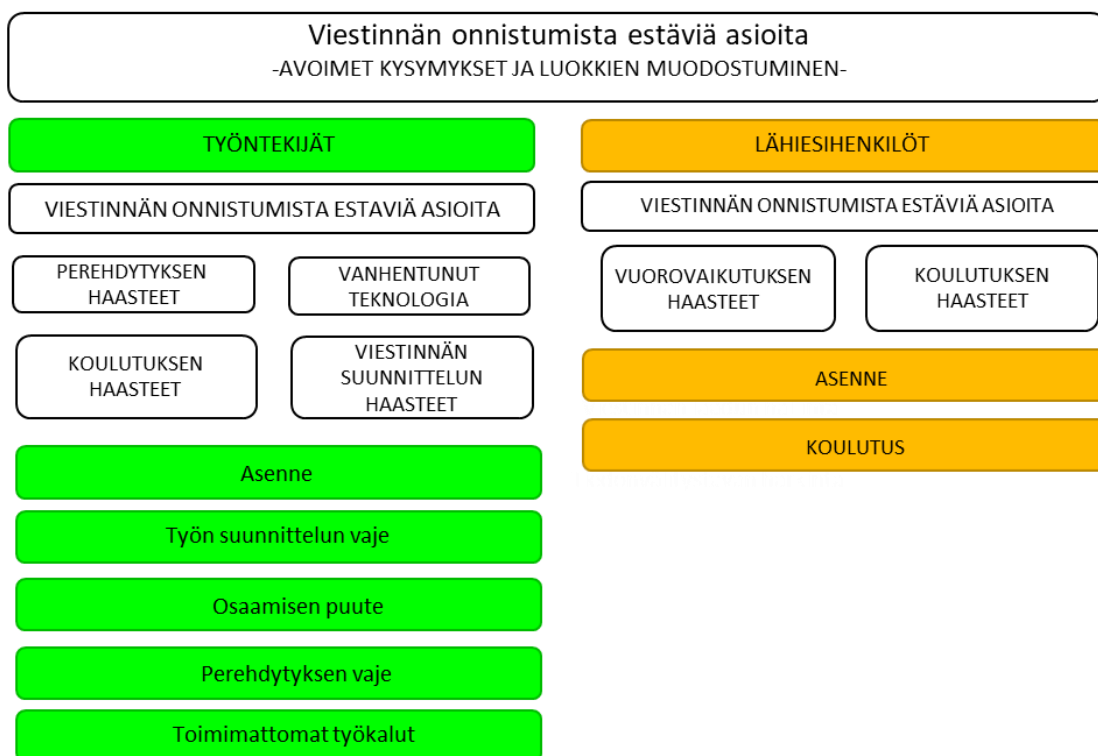 Viestinnän onnistumista estäviä asioita
-AVOIMET KYSYMYKSET JA LUOKKIEN MUODOSTUMINEN-
TYÖNTEKIJÄT
VIESTINNÄN ONNISTUMISTA ESTAVIÄ ASIOITA
PEREHDYTYKSEN
HAASTEET
VANHENTUNUT
TEKNOLOGIA
KOULUTUKSEN
HAASTEET
VIESTINNÄN
SUUNNITTELUN
HAASTEET
Asenne
Työn suunnittelun vaje
Osaamisen puute
Perehdytyksen vaje
Toimimattomat työkalut
LÄHIESIHENKILÖT
VIESTINNÄN ONNISTUMISTA ESTÄVIÄ ASIOITA
VUOROVAIKUTUKSEN
HAASTEET
KOULUTUKSEN
HAASTEET
ASENNE
KOULUTUS